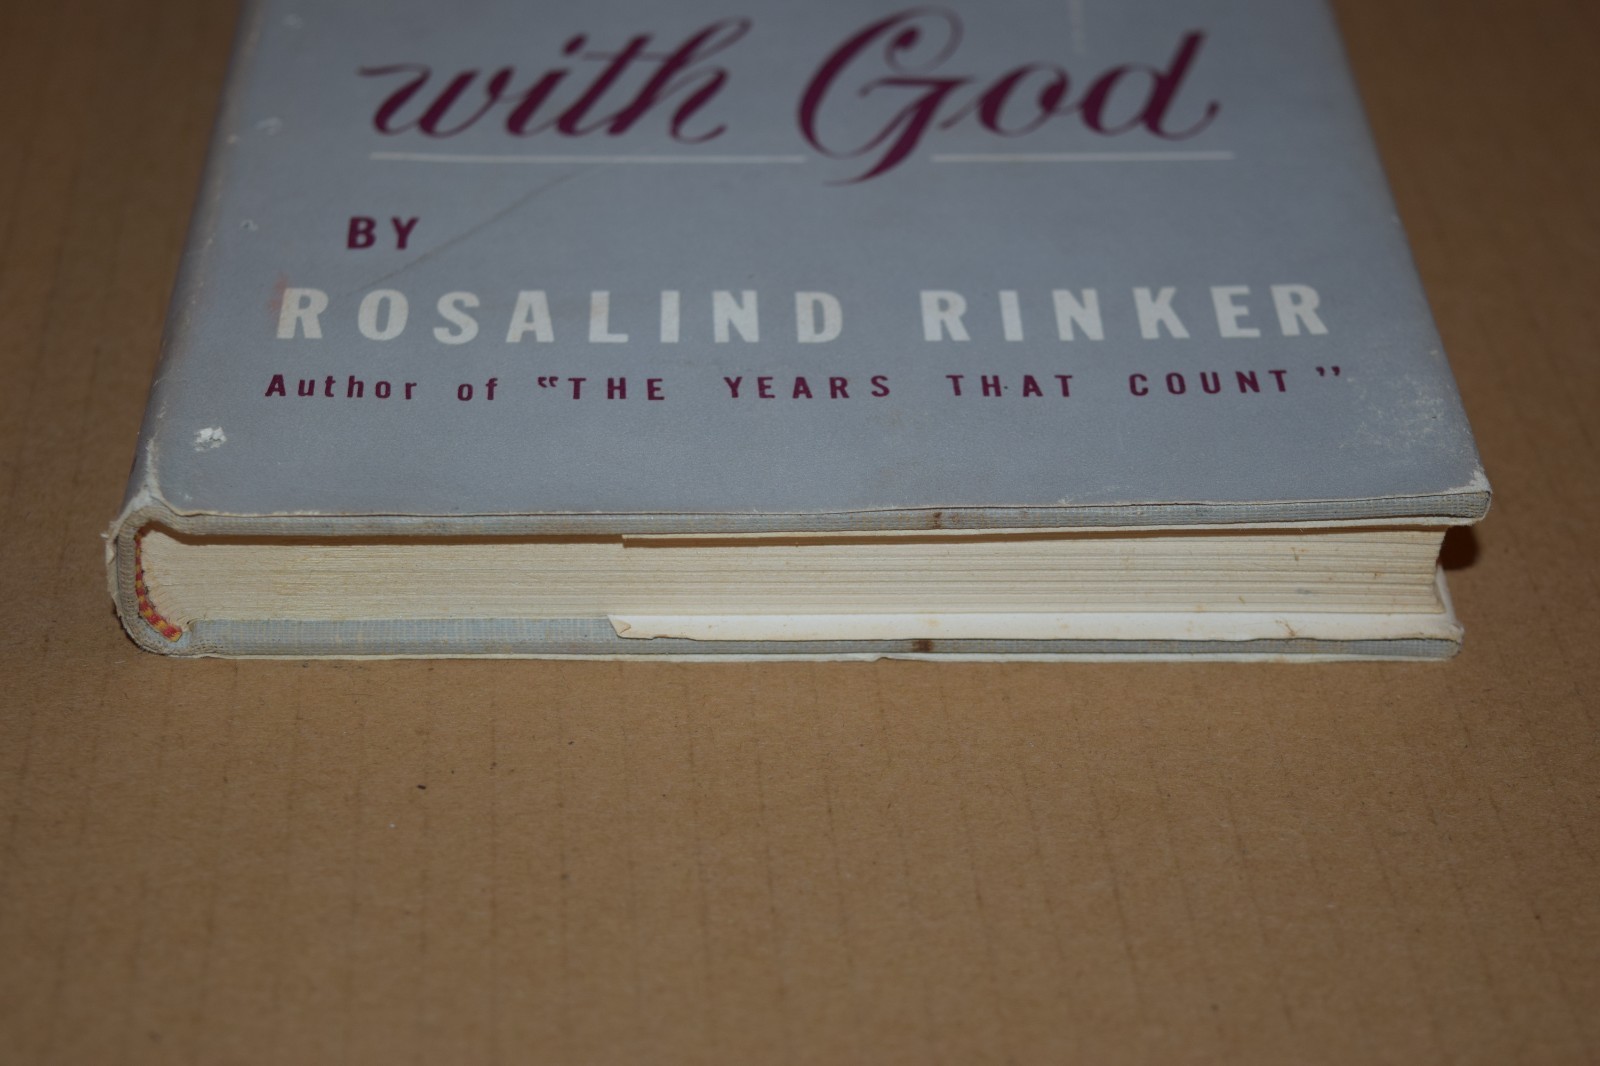 with God
BY
ROSALIND RINKER
Author of "THE YEARS THAT COUNT"